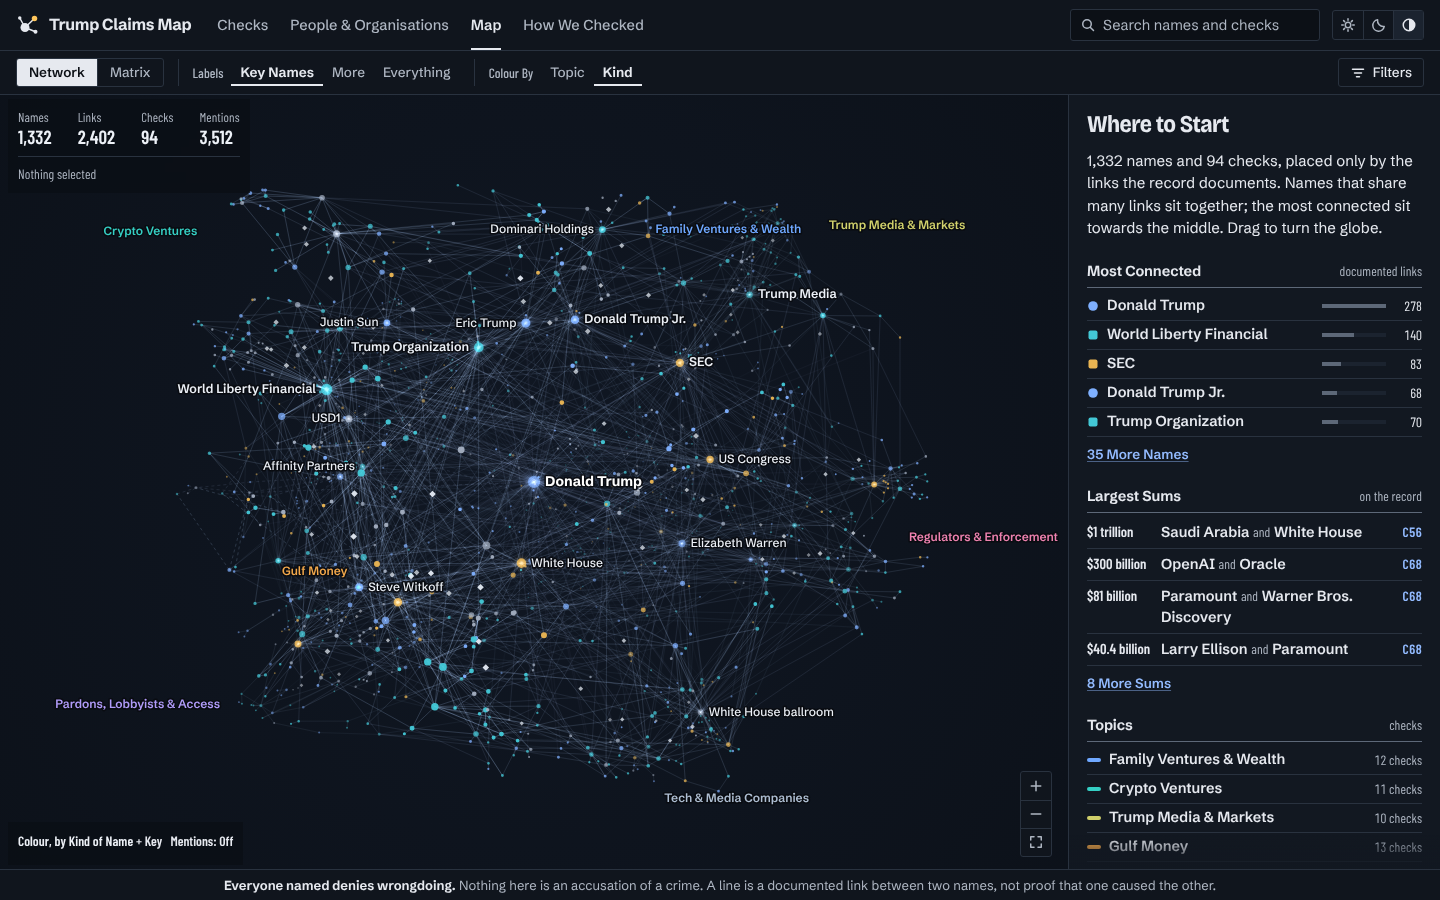 Trump Claims Map
Checks
People & Organisations
Map
How We Checked
Search names and checks
Network
Matrix
Labels
Key Names
More
Everything
Colour By
Topic
Kind
Filters
Names
Links
Checks
Mentions
1,332
2,402
94
3,512
Nothing selected
Crypto Ventures
Dominari Holdings
Family Ventures & Wealth
Trump Media & Markets
Trump Media
Justin Sun
Eric Trump
Donald Trump Jr.
Trump Organization
SEC
World Liberty Financial
USD1
Affinity Partners
US Congress
Donald Trump
Regulators & Enforcement
Elizabeth Warren
White House
Gulf Money
Steve Witkoff
Pardons, Lobbyists & Access
White House ballroom
Tech & Media Companies
Colour, by Kind of Name + Key
Mentions: Off
Where to Start
1,332 names and 94 checks, placed only by the
links the record documents. Names that share
many links sit together; the most connected sit
towards the middle. Drag to turn the globe.
Most Connected
documented links
Donald Trump 278
World Liberty Financial 140
SEC 83
Donald Trump Jr. 68
Trump Organization 70
35 More Names
Largest Sums
on the record
$1 trillion Saudi Arabia and White House C56
$300 billion OpenAI and Oracle C68
$81 billion Paramount and Warner Bros. C68
Discovery
$40.4 billion Larry Ellison and Paramount C68
8 More Sums
Topics
checks
Family Ventures & Wealth 12 checks
Crypto Ventures 11 checks
Trump Media & Markets 10 checks
Gulf Money 13 checks
Everyone named denies wrongdoing. Nothing here is an accusation of a crime. A line is a documented link between two names, not proof that one caused the other.